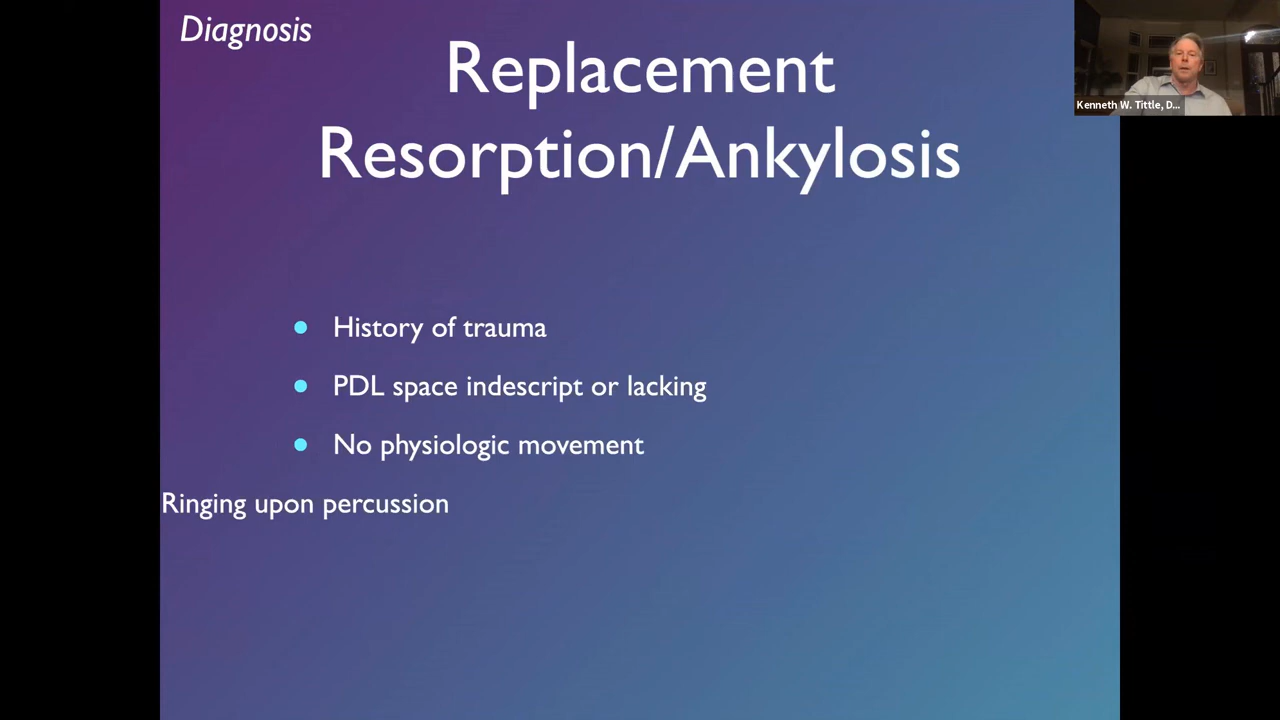 Diagnosis
Replacement
Resorption/Ankylosis
Kenneth W. Tittle, D...
• History of trauma
• PDL space indescript or lacking
• No physiologic movement
Ringing upon percussion